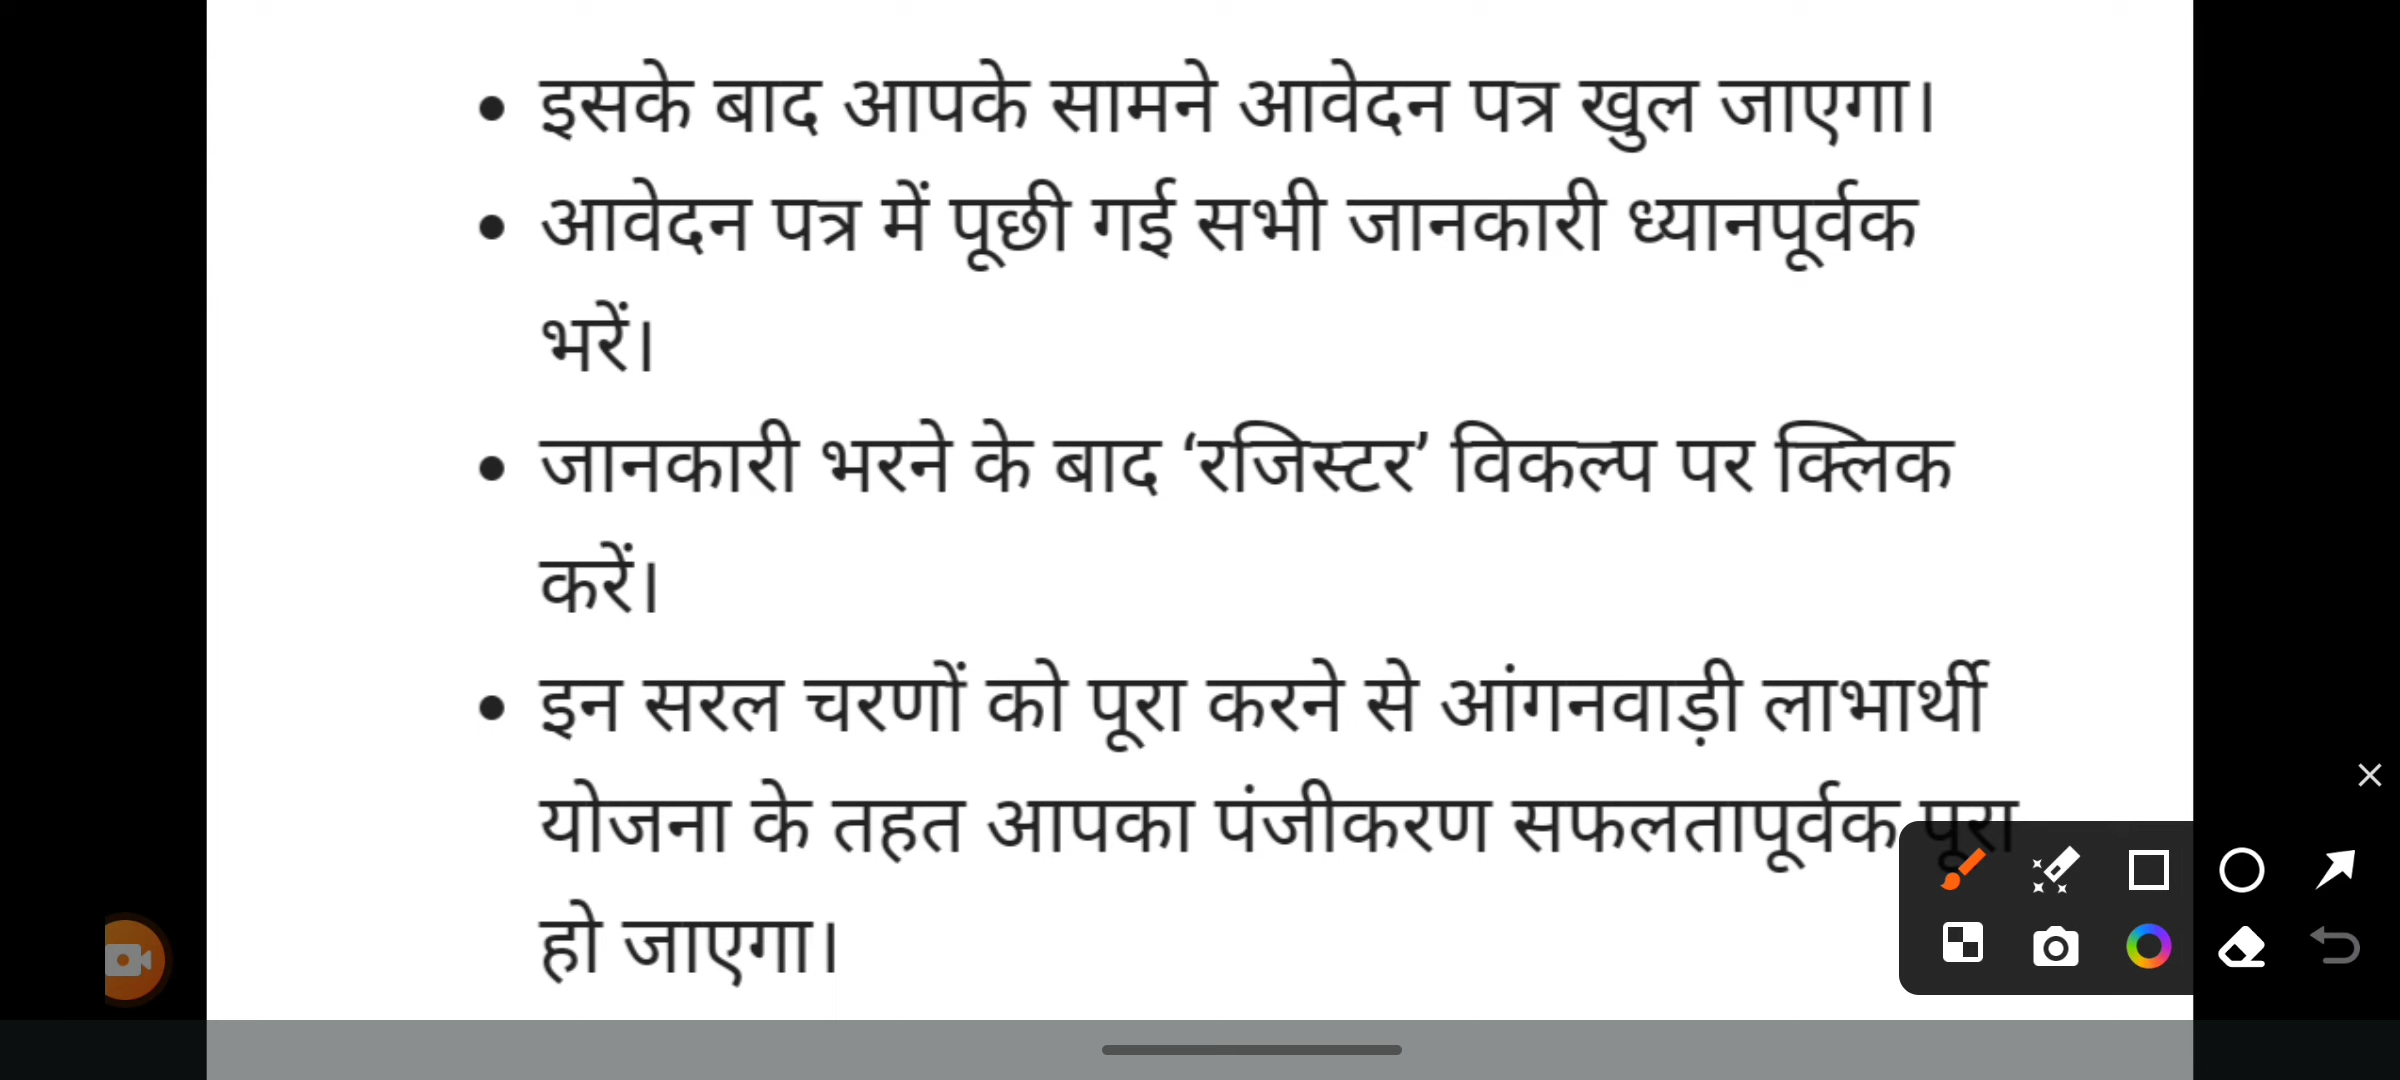 • इसके बाद आपके सामने आवेदन पत्र खुल जाएगा।
• आवेदन पत्र में पूछी गई सभी जानकारी ध्यानपूर्वक
भरें।
• जानकारी भरने के बाद ‘रजिस्टर’ विकल्प पर क्लिक
करें।
• इन सरल चरणों को पूरा करने से आंगनवाड़ी लाभार्थी
योजना के तहत आपका पंजीकरण सफलतापूर्वक पूरा
हो जाएगा।